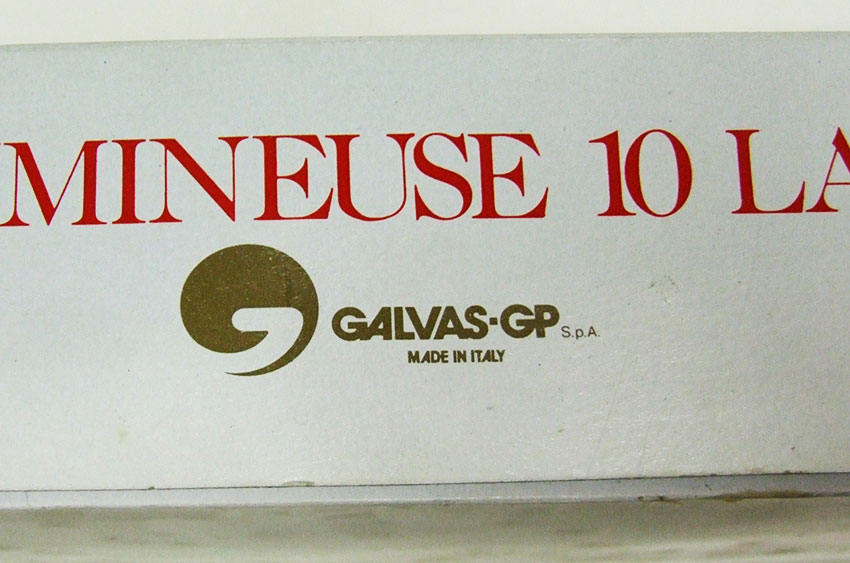 MINEUSE 10 LA
GALVAS-GP S.p.A.
MADE IN ITALY